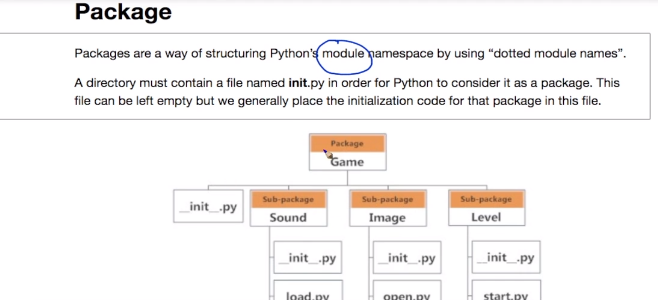 Package
Packages are a way of structuring Python's module namespace by using "dotted module names".
A directory must contain a file named init.py in order for Python to consider it as a package. This
file can be left empty but we generally place the initialization code for that package in this file.
Package
Game
__init__.py
Sub-package
Sound
Sub-package
Image
Sub-package
Level
__init__.py
__init__.py
__init__.py
load.py
open.py
start.py